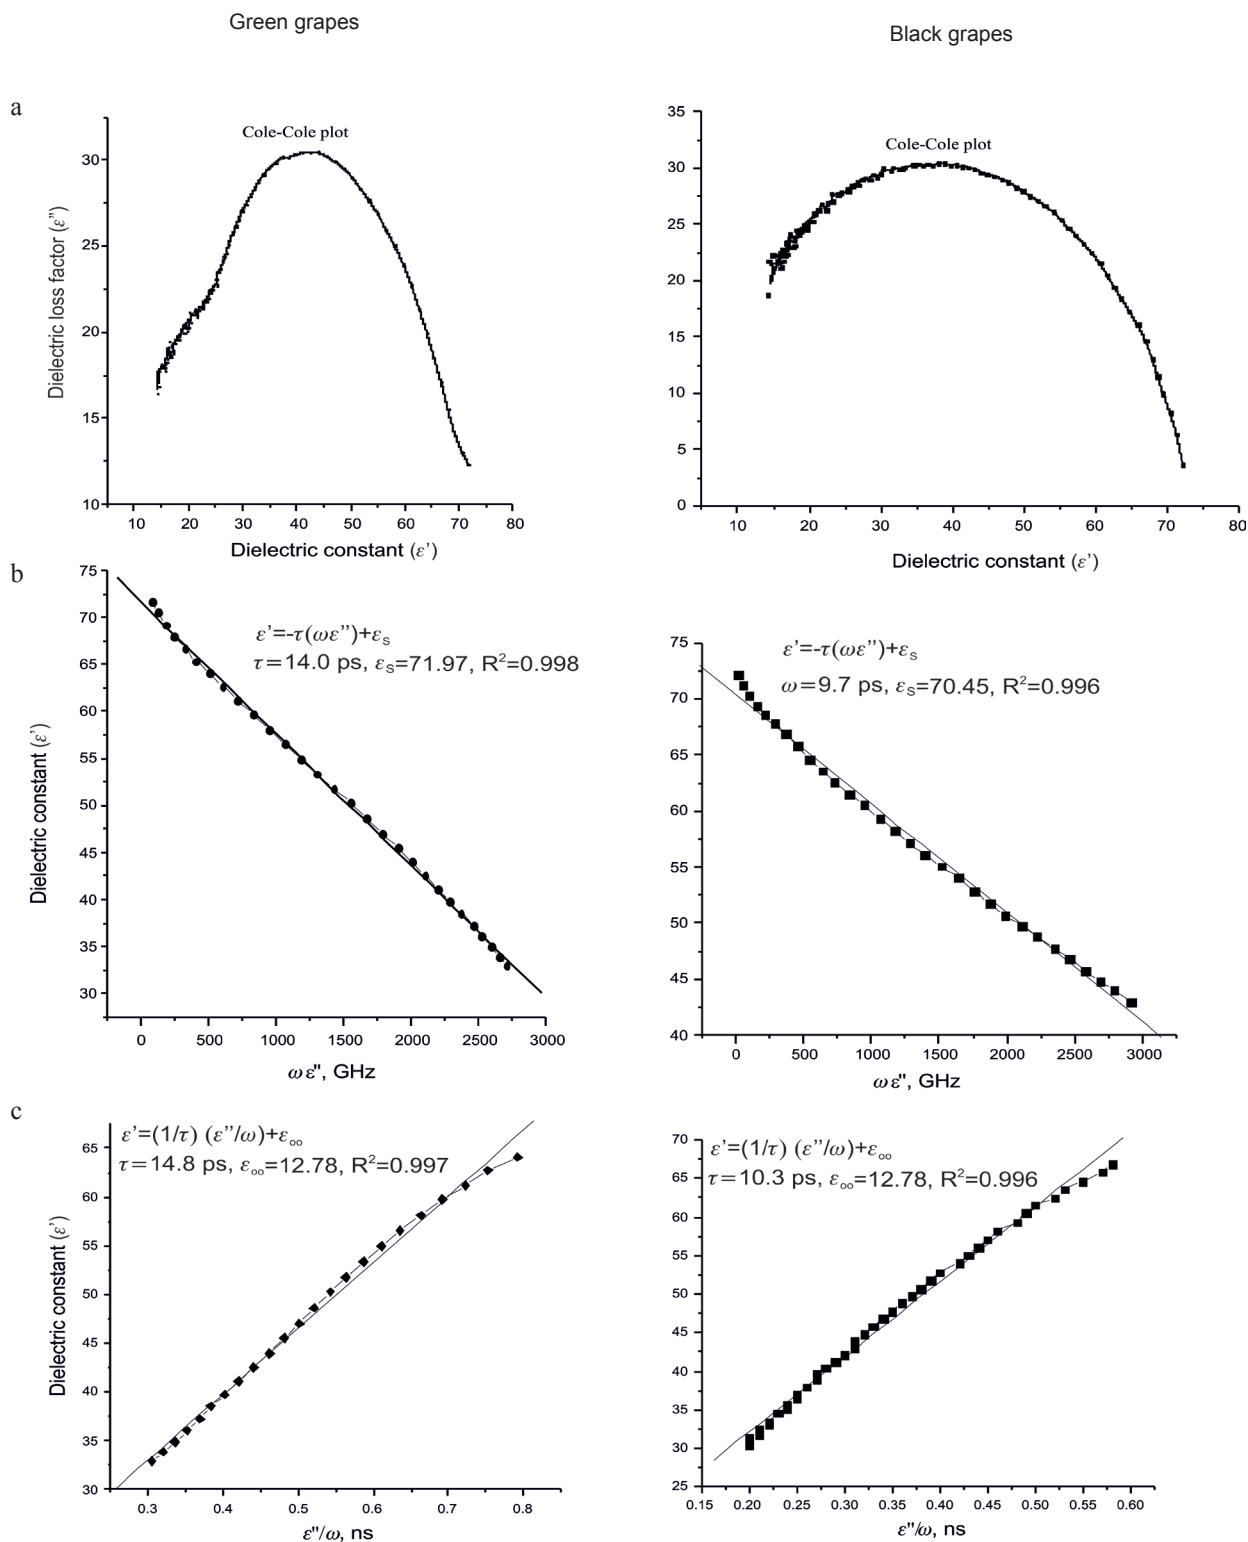 Green grapes
Black grapes
a
Cole-Cole plot
30
25
20
15
10
10 20 30 40 50 60 70 80
Dielectric loss factor (ε")
Dielectric constant (ε')
Cole-Cole plot
35
30
25
20
15
10
5
0
10 20 30 40 50 60 70 80
Dielectric constant (ε')
b
75
70
65
60
55
50
45
40
35
30
ε'=-τ(ωε'')+εS
τ=14.0 ps, εS=71.97, R²=0.998
Dielectric constant (ε')
0 500 1000 1500 2000 2500 3000
ωε", GHz
75
70
65
60
55
50
45
40
ε'=-τ(ωε'')+εS
ω=9.7 ps, εS=70.45, R²=0.996
0 500 1000 1500 2000 2500 3000
ωε", GHz
c
ε'=(1/τ) (ε''/ω)+εoo
τ=14.8 ps, εoo=12.78, R²=0.997
65
60
55
50
45
40
35
30
Dielectric constant (ε')
0.3 0.4 0.5 0.6 0.7 0.8
ε"/ω, ns
ε'=(1/τ) (ε''/ω)+εoo
τ=10.3 ps, εoo=12.78, R²=0.996
70
65
60
55
50
45
40
35
30
25
0.15 0.20 0.25 0.30 0.35 0.40 0.45 0.50 0.55 0.60
ε"/ω, ns